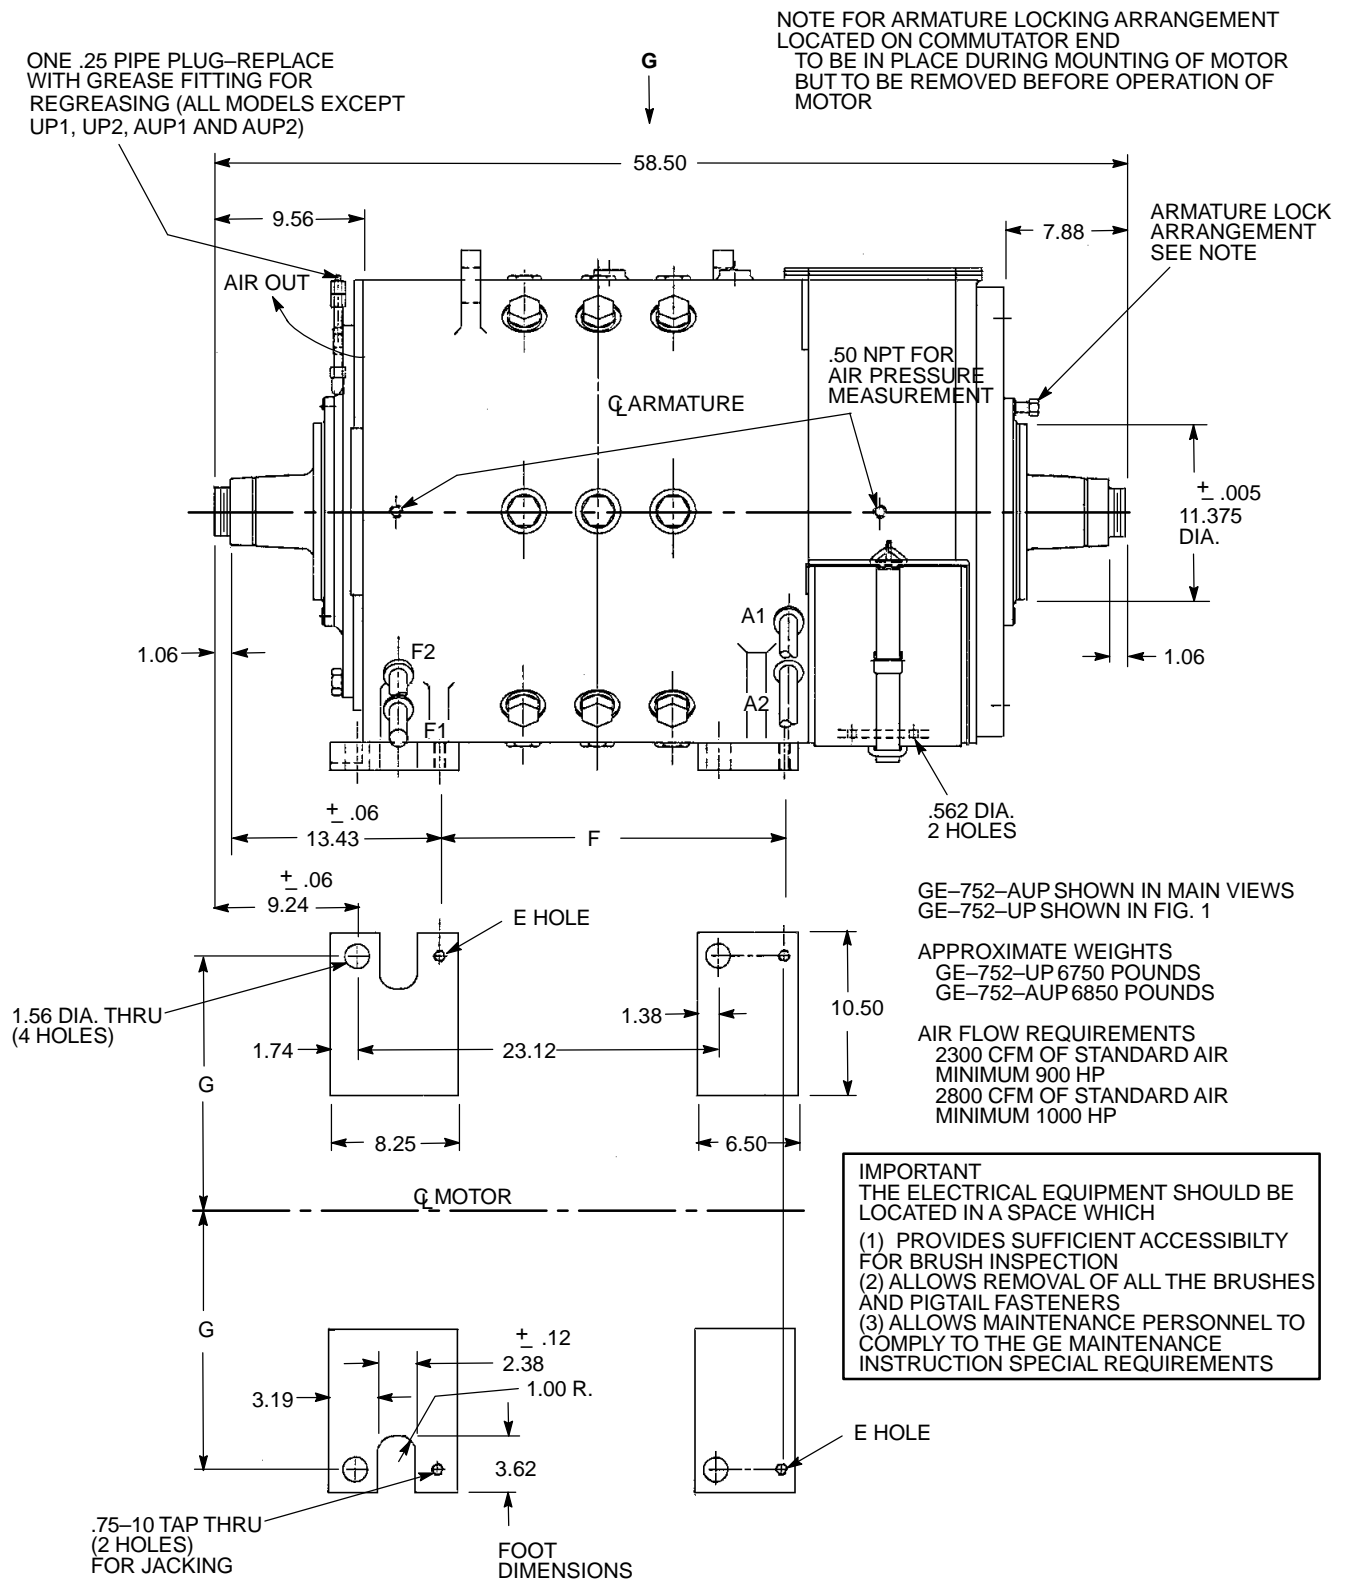 NOTE FOR ARMATURE LOCKING ARRANGEMENT
LOCATED ON COMMUTATOR END
TO BE IN PLACE DURING MOUNTING OF MOTOR
BUT TO BE REMOVED BEFORE OPERATION OF
MOTOR
ONE .25 PIPE PLUG–REPLACE
WITH GREASE FITTING FOR
REGREASING (ALL MODELS EXCEPT
UP1, UP2, AUP1 AND AUP2)
G
58.50
9.56
7.88
ARMATURE LOCK
ARRANGEMENT
SEE NOTE
AIR OUT
.50 NPT FOR
AIR PRESSURE
MEASUREMENT
℄ ARMATURE
± .005
11.375
DIA.
A1
1.06
F2
1.06
A2
F1
± .06
13.43
F
.562 DIA.
2 HOLES
± .06
9.24
E HOLE
GE–752–AUP SHOWN IN MAIN VIEWS
GE–752–UP SHOWN IN FIG. 1
APPROXIMATE WEIGHTS
GE–752–UP 6750 POUNDS
GE–752–AUP 6850 POUNDS
1.56 DIA. THRU
(4 HOLES)
1.38
10.50
1.74
23.12
AIR FLOW REQUIREMENTS
2300 CFM OF STANDARD AIR
MINIMUM 900 HP
2800 CFM OF STANDARD AIR
MINIMUM 1000 HP
G
8.25
6.50
℄ MOTOR
IMPORTANT
THE ELECTRICAL EQUIPMENT SHOULD BE
LOCATED IN A SPACE WHICH
(1) PROVIDES SUFFICIENT ACCESSIBILTY
FOR BRUSH INSPECTION
(2) ALLOWS REMOVAL OF ALL THE BRUSHES
AND PIGTAIL FASTENERS
(3) ALLOWS MAINTENANCE PERSONNEL TO
COMPLY TO THE GE MAINTENANCE
INSTRUCTION SPECIAL REQUIREMENTS
G
± .12
2.38
3.19
1.00 R.
E HOLE
3.62
.75–10 TAP THRU
(2 HOLES)
FOR JACKING
FOOT
DIMENSIONS